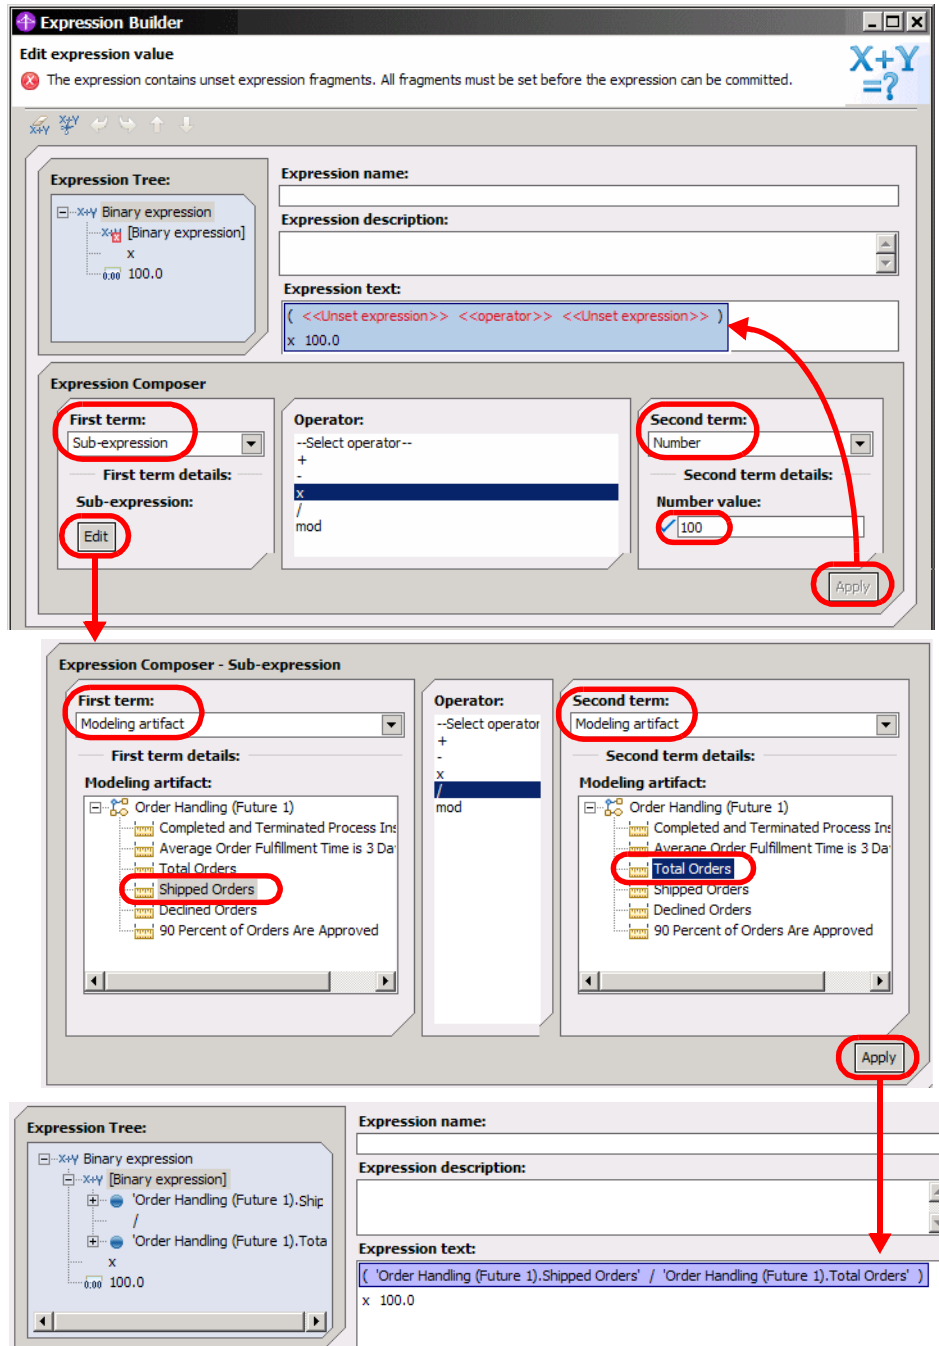 Expression Builder
Edit expression value
The expression contains unset expression fragments. All fragments must be set before the expression can be committed.
X+Y
=?
X+Y X+Y
Expression Tree:
X+Y Binary expression
X+Y [Binary expression]
x
0.00 100.0
Expression name:
Expression description:
Expression text:
( <<Unset expression>> <<operator>> <<Unset expression>> )
x 100.0
Expression Composer
First term:
Sub-expression
First term details:
Sub-expression:
Edit
Operator:
--Select operator--
+
-
x
/
mod
Second term:
Number
Second term details:
Number value:
100
Apply
Expression Composer - Sub-expression
First term:
Modeling artifact
First term details:
Modeling artifact:
Order Handling (Future 1)
Completed and Terminated Process Ins
Average Order Fulfillment Time is 3 Da
Total Orders
Shipped Orders
Declined Orders
90 Percent of Orders Are Approved
Operator:
--Select operator
+
-
x
/
mod
Second term:
Modeling artifact
Second term details:
Modeling artifact:
Order Handling (Future 1)
Completed and Terminated Process Ins
Average Order Fulfillment Time is 3 Da
Total Orders
Shipped Orders
Declined Orders
90 Percent of Orders Are Approved
Apply
Expression Tree:
X+Y Binary expression
X+Y [Binary expression]
'Order Handling (Future 1).Ship
/
'Order Handling (Future 1).Tota
x
0.00 100.0
Expression name:
Expression description:
Expression text:
( 'Order Handling (Future 1).Shipped Orders' / 'Order Handling (Future 1).Total Orders' )
x 100.0